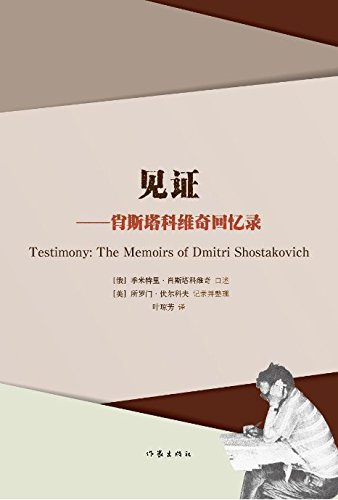 见证
——肖斯塔科维奇回忆录
Testimony: The Memoirs of Dmitri Shostakovich
[俄] 季米特里·肖斯塔科维奇 口述
[美] 所罗门·伏尔科夫 记录并整理
叶琼芳 译
作家出版社